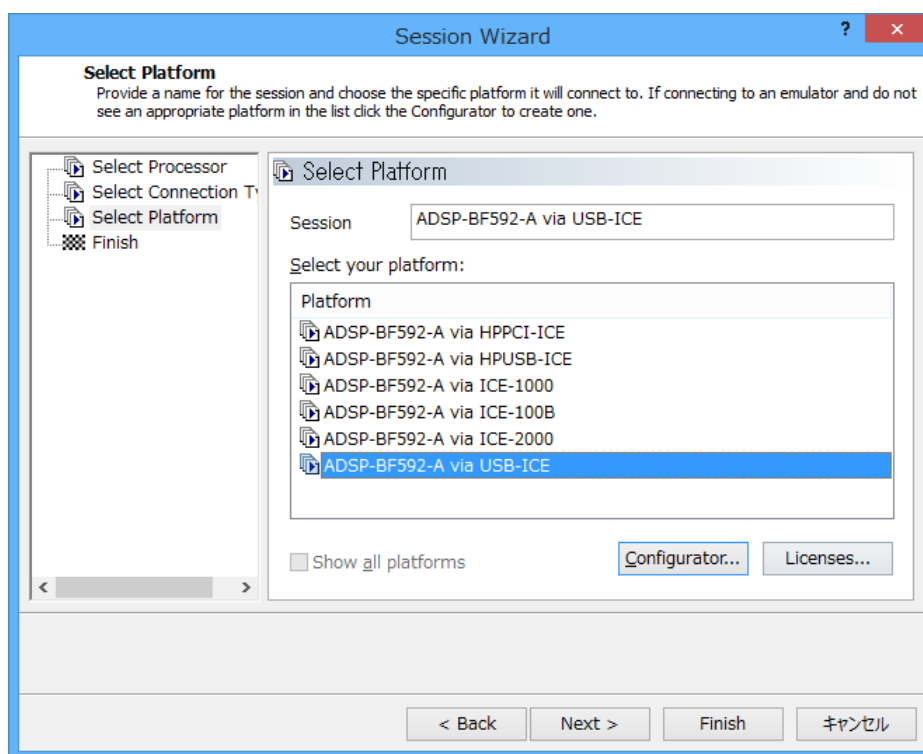 Session Wizard
?
×
Select Platform
Provide a name for the session and choose the specific platform it will connect to. If connecting to an emulator and do not
see an appropriate platform in the list click the Configurator to create one.
Select Processor
Select Connection Ty
Select Platform
Finish
Select Platform
Session
ADSP-BF592-A via USB-ICE
Select your platform:
Platform
ADSP-BF592-A via HPPCI-ICE
ADSP-BF592-A via HPUSB-ICE
ADSP-BF592-A via ICE-1000
ADSP-BF592-A via ICE-100B
ADSP-BF592-A via ICE-2000
ADSP-BF592-A via USB-ICE
Show all platforms
Configurator...
Licenses...
< >
< Back
Next >
Finish
キャンセル